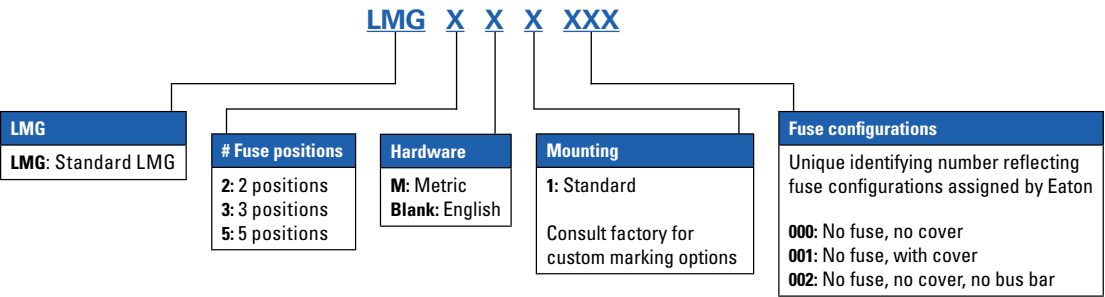 LMG X X X XXX
LMG
LMG: Standard LMG
# Fuse positions
2: 2 positions
3: 3 positions
5: 5 positions
Hardware
M: Metric
Blank: English
Mounting
1: Standard
Consult factory for
custom marking options
Fuse configurations
Unique identifying number reflecting
fuse configurations assigned by Eaton
000: No fuse, no cover
001: No fuse, with cover
002: No fuse, no cover, no bus bar